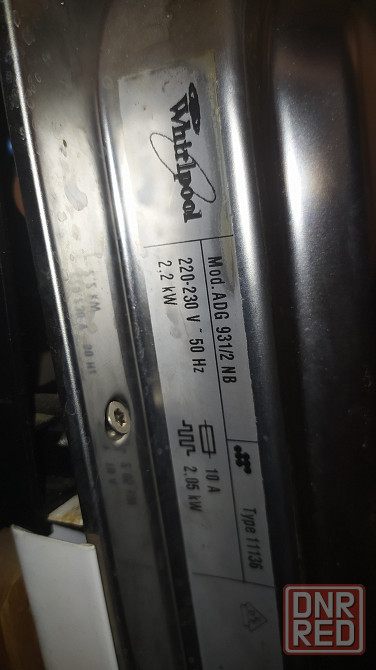 Whirlpool
Mod. ADG 931/2 NB
Type 11136
220-230 V ~ 50 Hz
10 A
2,2 kW
2.05 kW
DNR
RED